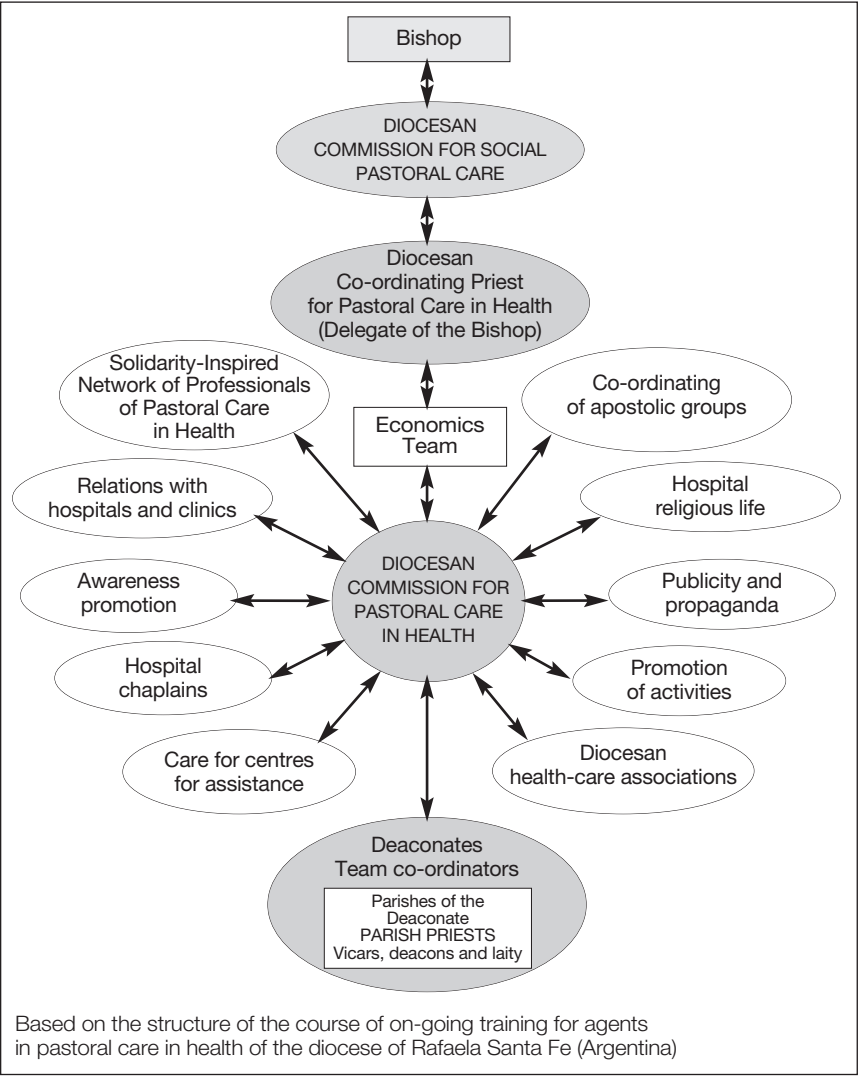 Bishop
DIOCESAN
COMMISSION FOR SOCIAL
PASTORAL CARE
Diocesan
Co-ordinating Priest
for Pastoral Care in Health
(Delegate of the Bishop)
Solidarity-Inspired
Network of Professionals
of Pastoral Care
in Health
Co-ordinating
of apostolic groups
Economics
Team
Relations with
hospitals and clinics
Hospital
religious life
Awareness
promotion
DIOCESAN
COMMISSION FOR
PASTORAL CARE
IN HEALTH
Publicity and
propaganda
Hospital
chaplains
Promotion
of activities
Care for centres
for assistance
Diocesan
health-care associations
Deaconates
Team co-ordinators
Parishes of the
Deaconate
PARISH PRIESTS
Vicars, deacons and laity
Based on the structure of the course of on-going training for agents
in pastoral care in health of the diocese of Rafaela Santa Fe (Argentina)